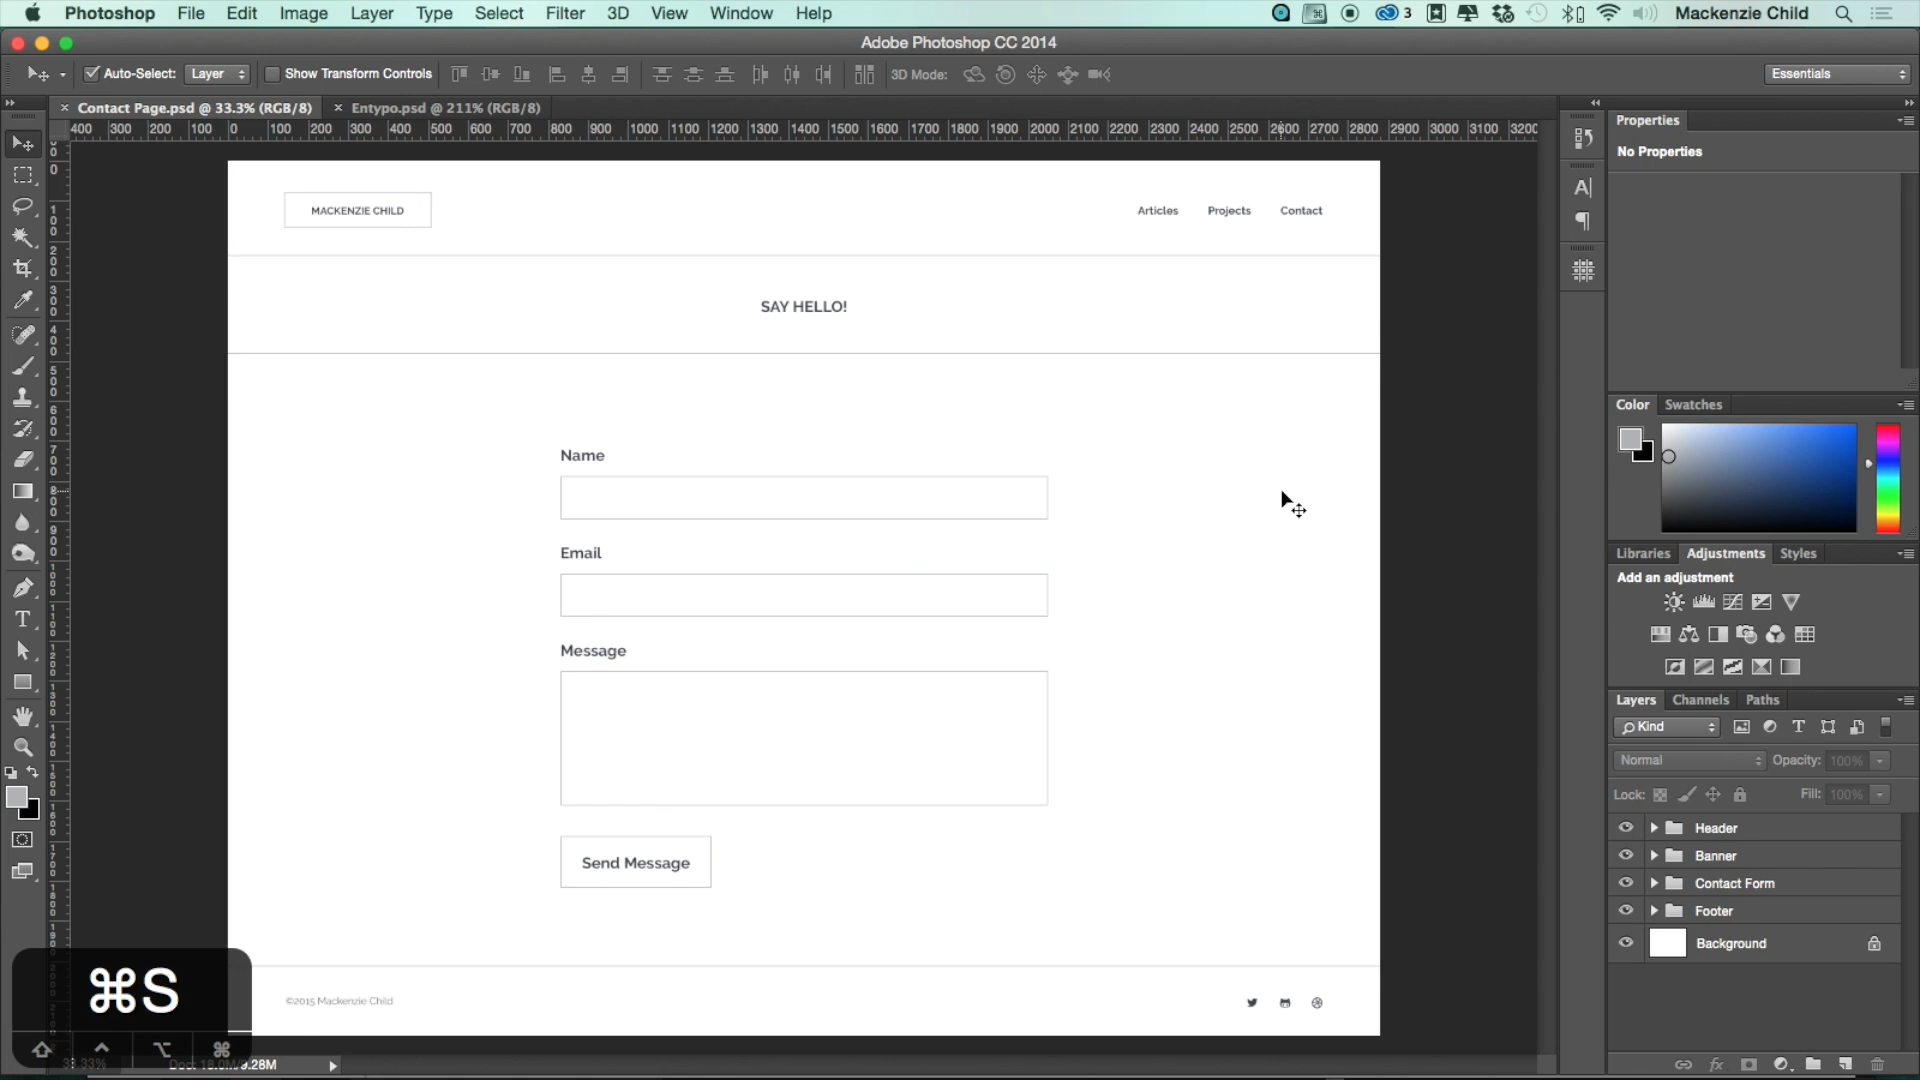 Photoshop File Edit Image Layer Type Select Filter 3D View Window Help 3 Mackenzie Child
Adobe Photoshop CC 2014
Auto-Select: Layer Show Transform Controls 3D Mode: Essentials
Contact Page.psd @ 33.3% (RGB/8) Entypo.psd @ 211% (RGB/8)
400 300 200 100 0 100 200 300 400 500 600 700 800 900 1000 1100 1200 1300 1400 1500 1600 1700 1800 1900 2000 2100 2200 2300 2400 2500 2600 2700 2800 2900 3000 3100 3200
Properties
No Properties
MACKENZIE CHILD
Articles Projects Contact
SAY HELLO!
Name
Email
Message
Send Message
©2015 Mackenzie Child
Color Swatches
Libraries Adjustments Styles
Add an adjustment
Layers Channels Paths
Kind
Normal Opacity: 100%
Lock: Fill: 100%
Header
Banner
Contact Form
Footer
Background
⌘S
⌘